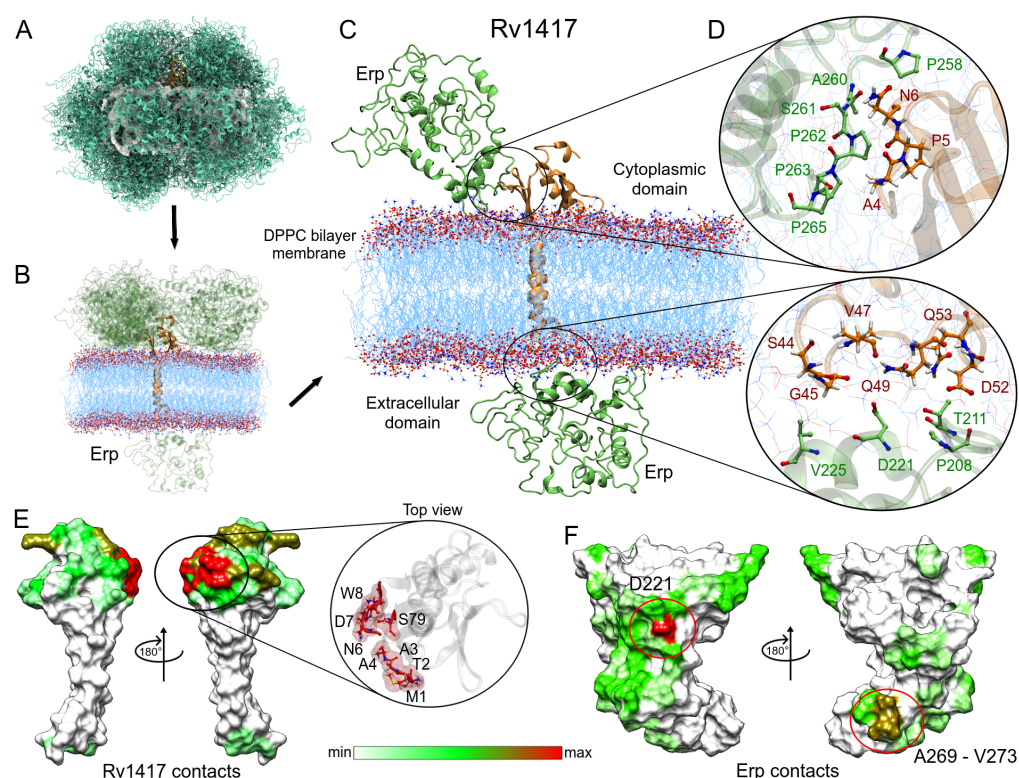 A
B
Erp
C
Rv1417
Erp
Cytoplasmic
domain
DPPC bilayer
membrane
Extracellular
domain
Erp
D
P258
A260
N6
S261
P262
P5
P263
A4
P265
V47
Q53
S44
G45
Q49
D52
T211
V225
D221
P208
E
180°
Rv1417 contacts
Top view
W8
D7
S79
N6
A3
A4
T2
M1
min
max
F
D221
180°
A269 - V273
Erp contacts